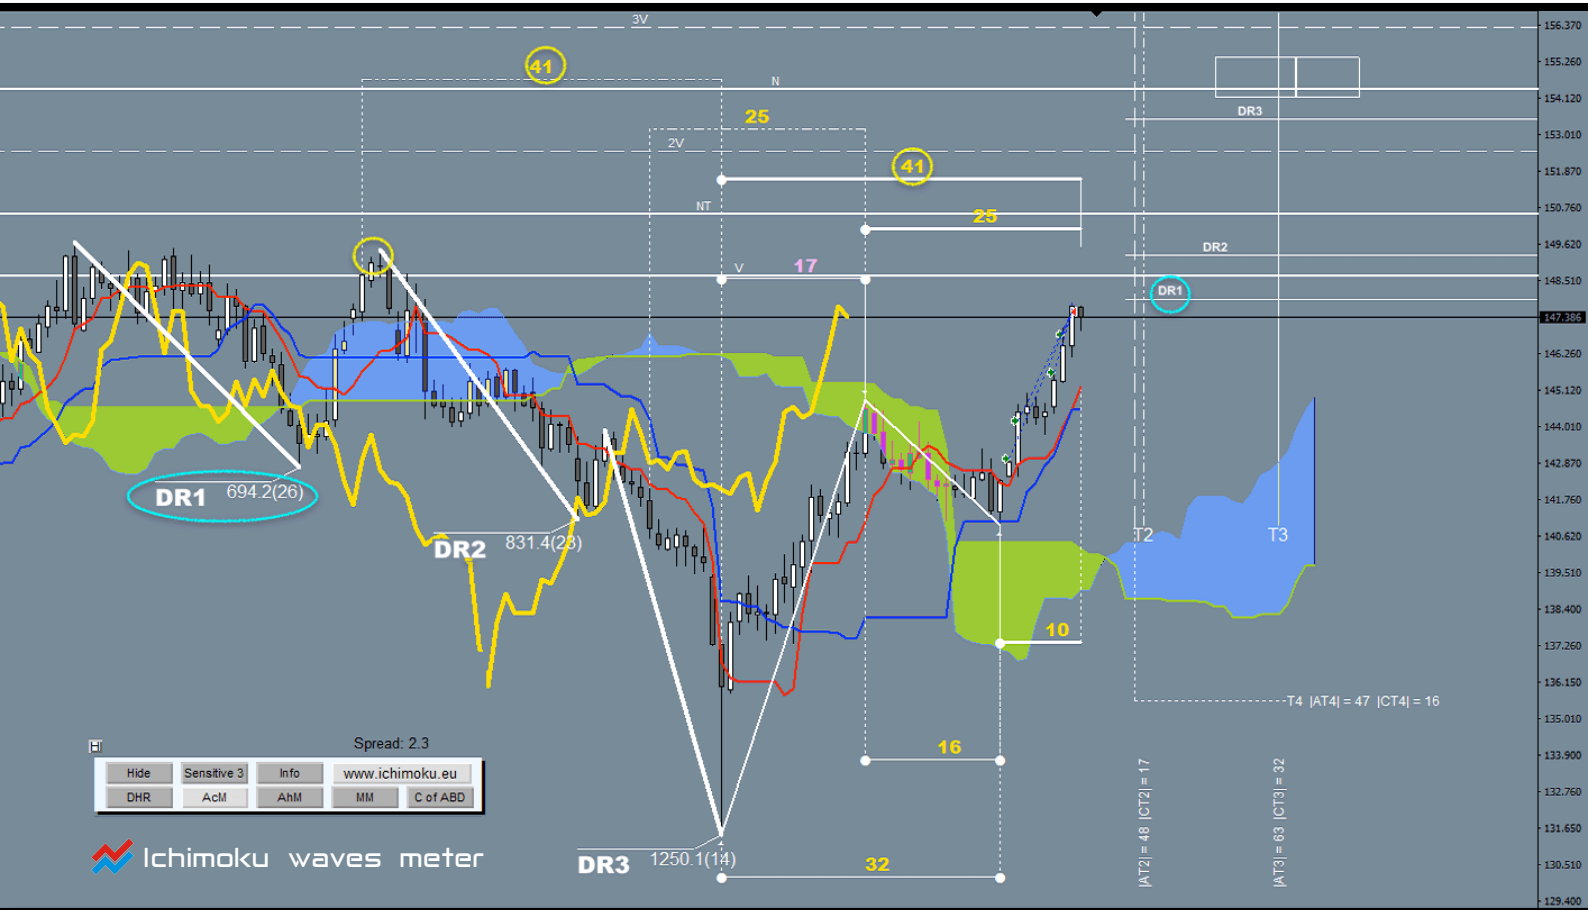 3V
156.370
41
155.260
N
154.120
DR3
25
153.010
2V
41
151.870
NT
150.760
25
149.620
DR2
V
17
148.510
DR1
147.386
146.260
145.120
144.010
142.870
DR1
694.2(26)
141.760
DR2
831.4(23)
T2
T3
140.620
139.510
138.400
10
137.260
136.150
T4 |AT4| = 47 |CT4| = 16
135.010
H
Spread: 2.3
16
133.900
Hide
Sensitive 3
Info
www.ichimoku.eu
DHR
AcM
AhM
MM
C of ABD
132.760
131.650
Ichimoku waves meter
DR3
1250.1(14)
32
130.510
129.400
|AT2| = 48 |CT2| = 17
|AT3| = 63 |CT3| = 32